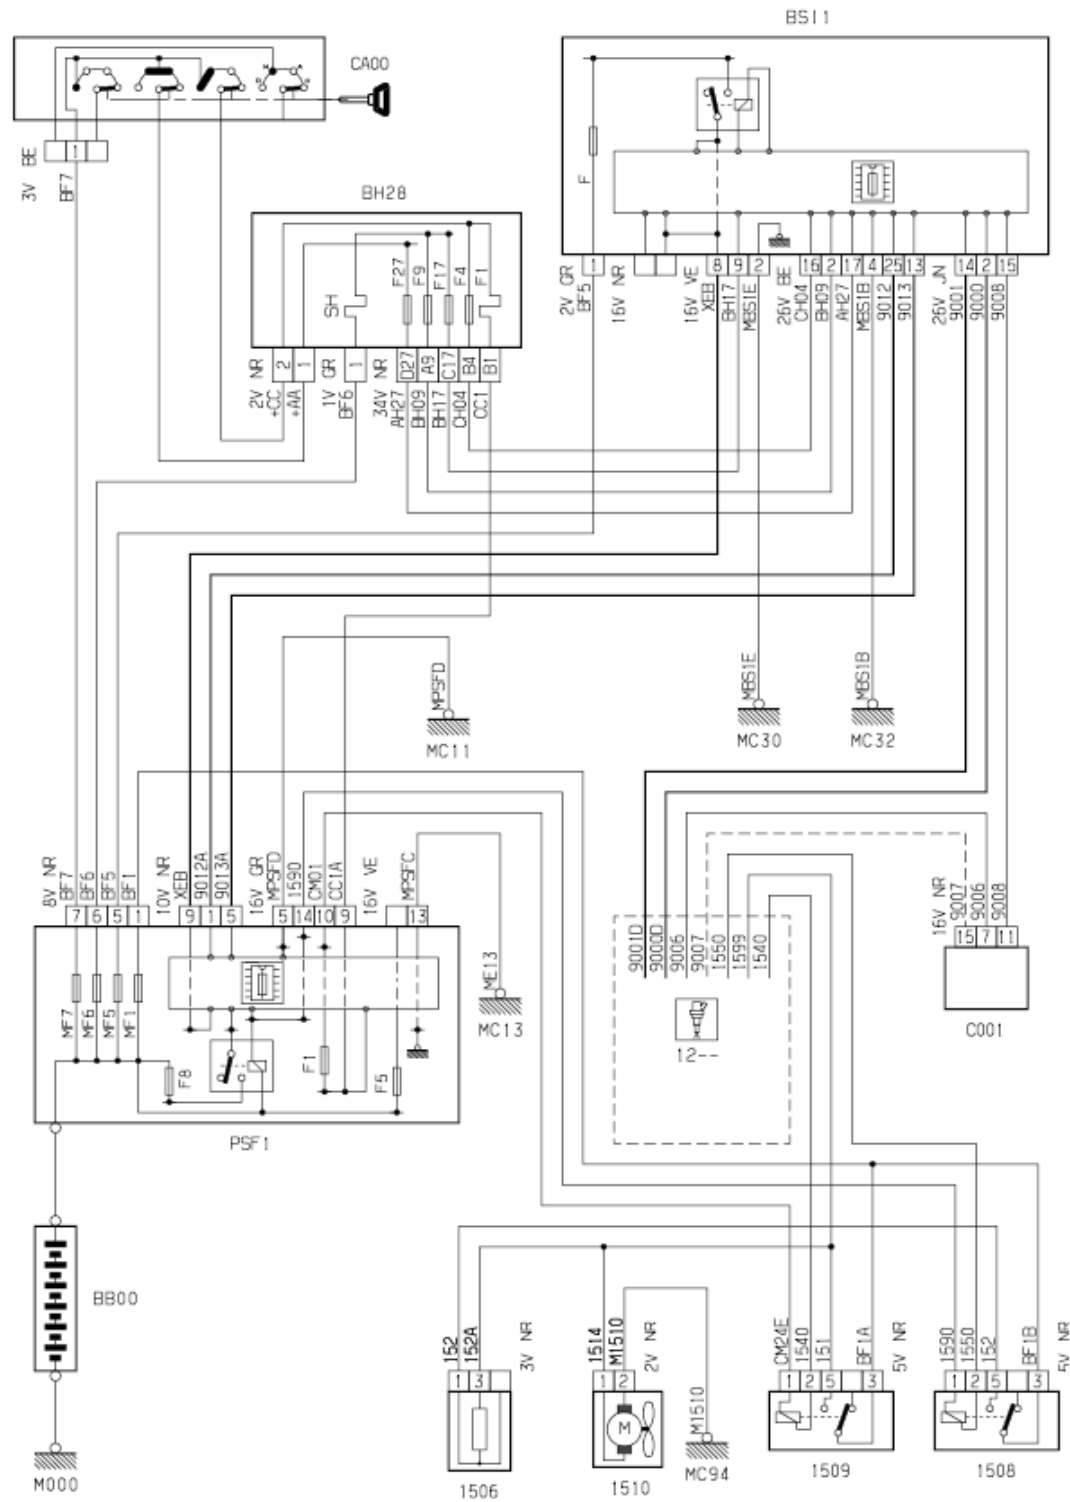 BSI1
CA00
3V BE
1
BF7
BH28
SH
F27
F9
F17
F4
F1
2V NR
2
1
+CC
+AA
1V GR
1
BF6
34V NR
D27
A9
C17
B4
B1
AH27
BH09
BH17
CH04
CC1
F
2V GR
1
BF5
16V NR
16V VE
8
9
2
XEB
BH17
MBS1E
26V BE
16
2
17
4
25
13
CH04
BH09
AH27
MBS1B
9012
9013
26V JN
14
2
15
9001
9000
9008
MPSFD
MC11
MBS1E
MC30
MBS1B
MC32
8V NR
BF7
BF6
BF5
BF1
7
6
5
1
10V NR
XEB
9012A
9013A
9
1
5
16V GR
MPSFD
1590
CM01
CC1A
5
14
10
9
16V VE
MPSFC
13
ME13
MC13
MF7
MF6
MF5
MF1
F8
F1
F5
PSF1
9001D
9000D
9006
9007
1550
1599
1540
12--
16V NR
9007
9006
9008
15
7
11
C001
BB00
M000
152
152A
3V NR
1
3
1506
1514
M1510
2V NR
1
2
M
1510
M1510
MC94
CM24E
1540
151
BF1A
5V NR
1
2
5
3
1509
1590
1550
152
BF1B
5V NR
1
2
5
3
1508